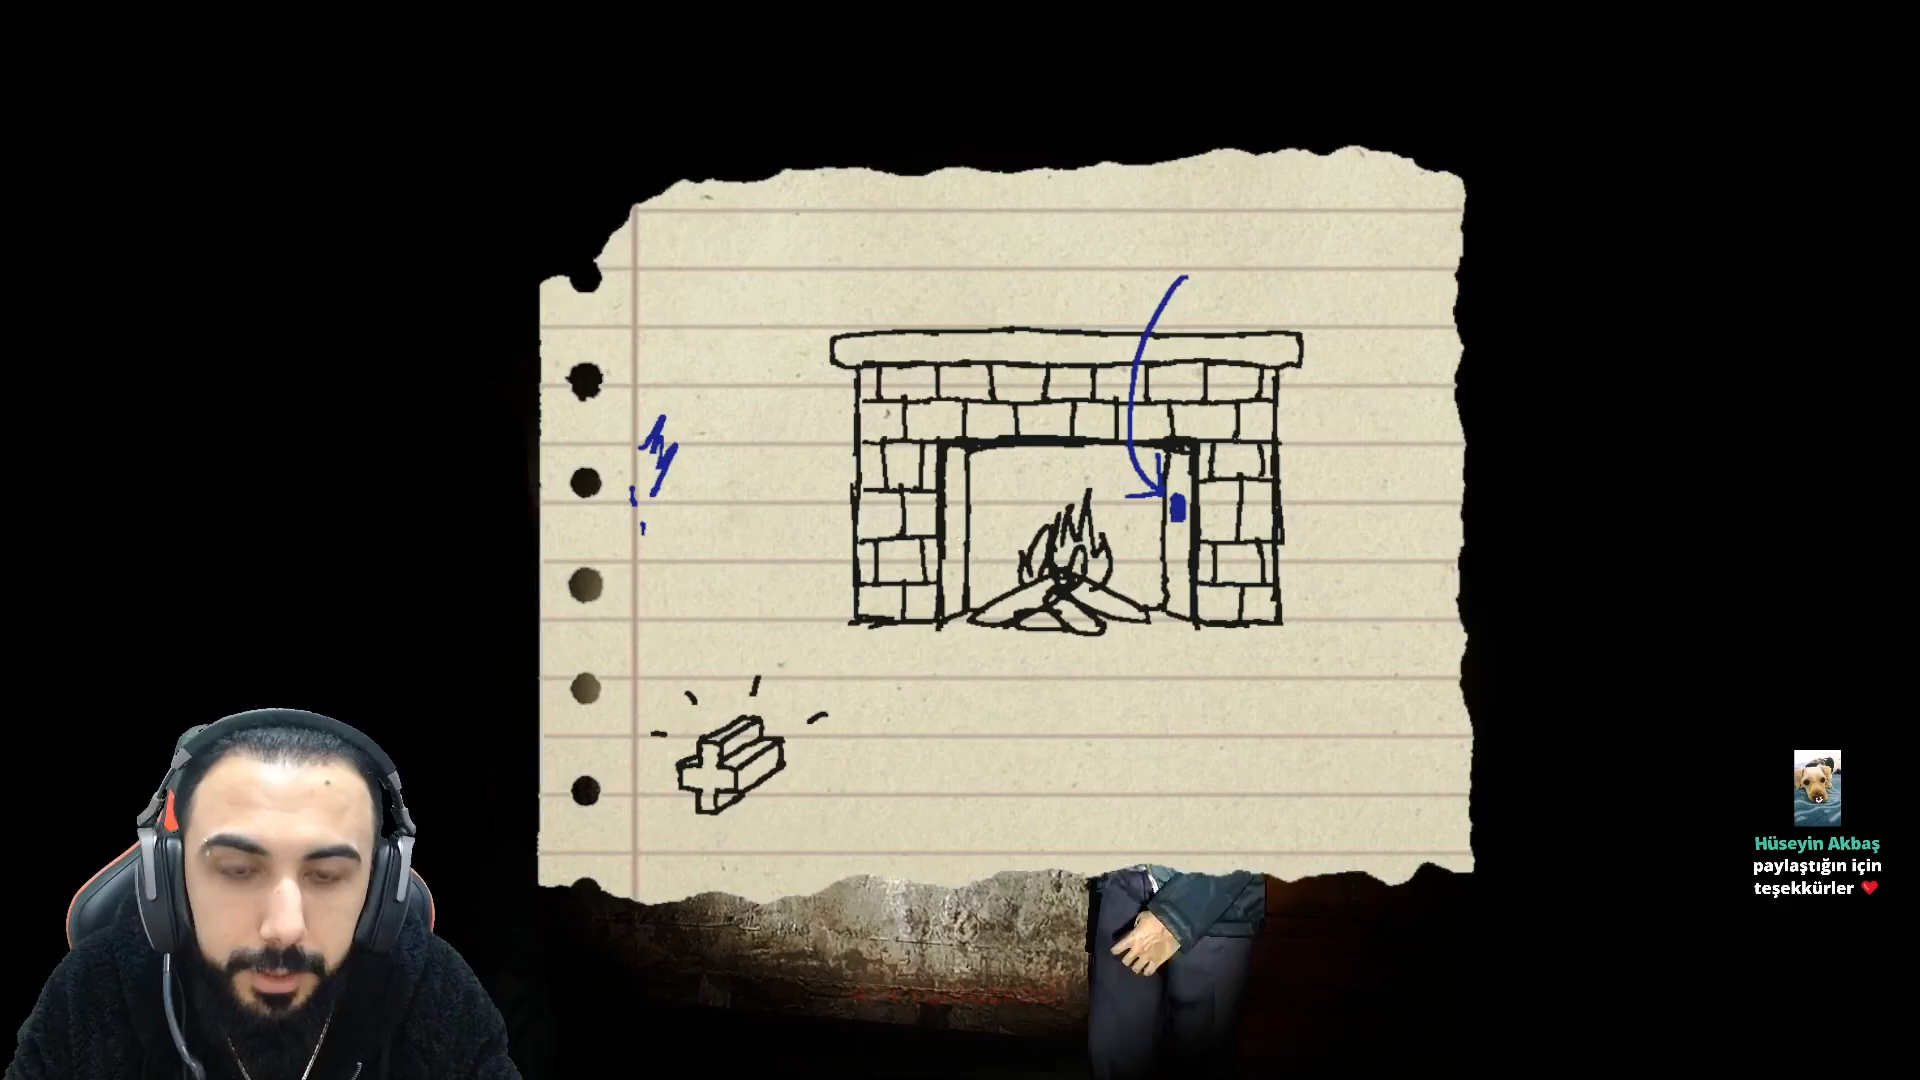 Hüseyin Akbaş
paylaştığın için
teşekkürler ❤️